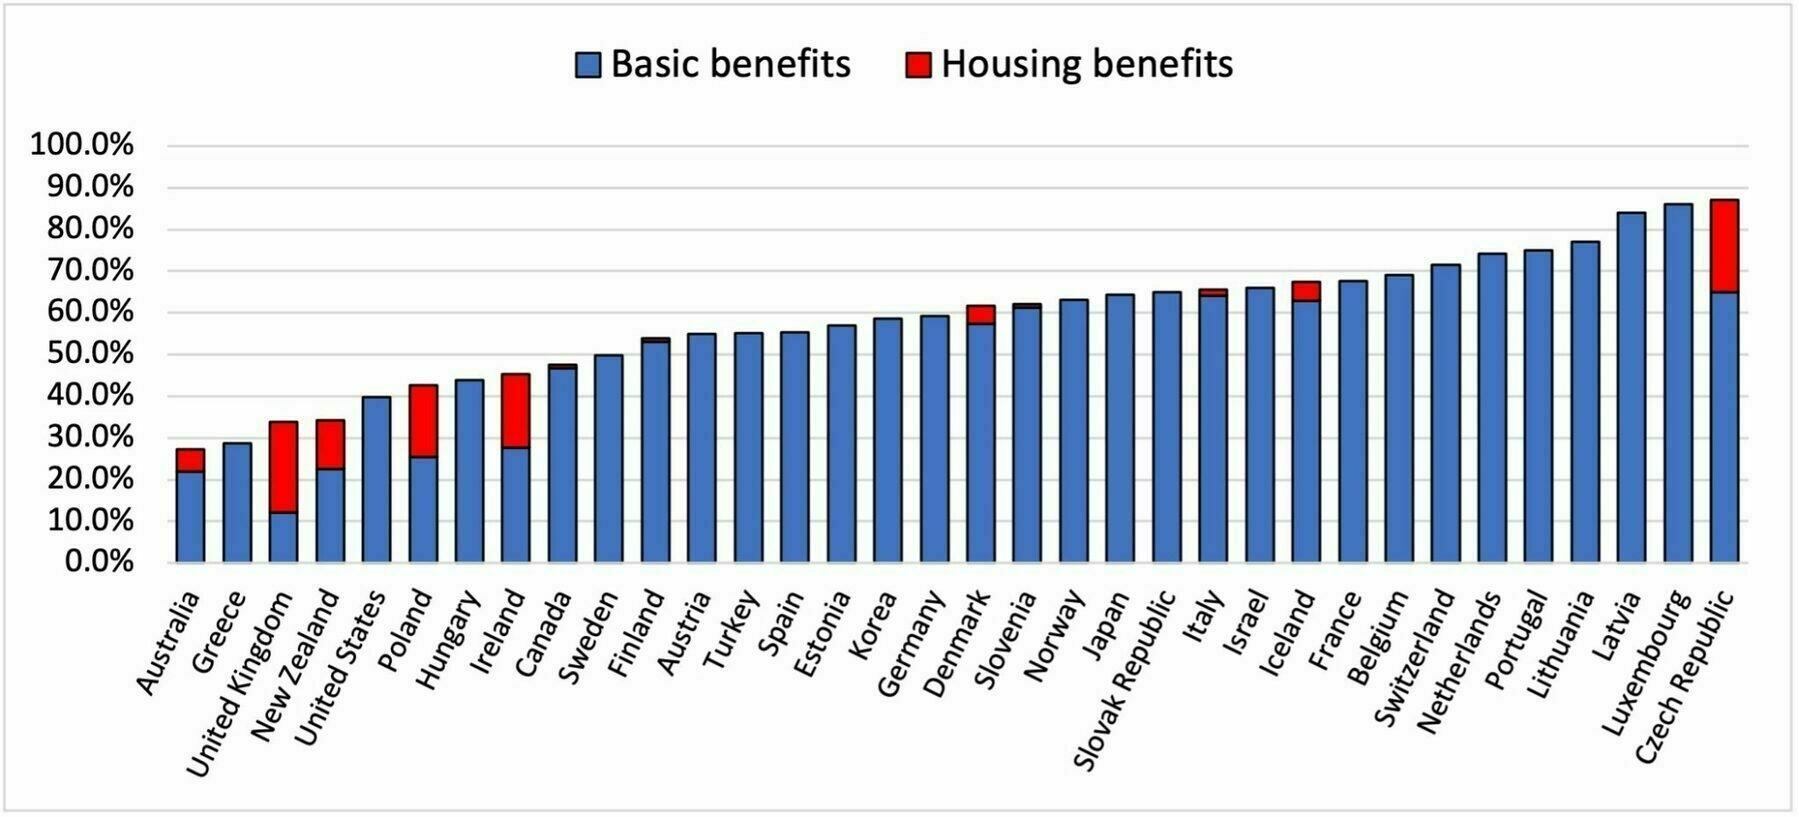 Basic benefits Housing benefits
100.0%
90.0%
80.0%
70.0%
60.0%
50.0%
40.0%
30.0%
20.0%
10.0%
0.0%
Australia
Greece
United Kingdom
New Zealand
United States
Poland
Hungary
Ireland
Canada
Sweden
Finland
Austria
Turkey
Spain
Estonia
Korea
Germany
Denmark
Slovenia
Norway
Japan
Slovak Republic
Italy
Israel
Iceland
France
Belgium
Switzerland
Netherlands
Portugal
Lithuania
Latvia
Luxembourg
Czech Republic